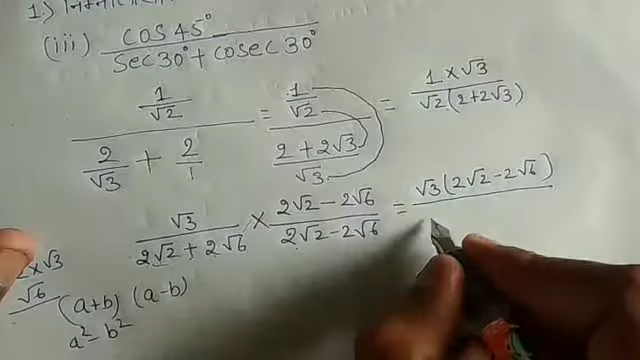 1.>
(iii) cos 45° / sec 30° + cosec 30°
(1/√2) / (2/√3 + 2/1) = (1/√2) / ((2 + 2√3)/√3) = (1 × √3) / (√2(2+2√3))
√3 / (2√2 + 2√6) × (2√2 − 2√6) / (2√2 − 2√6) = √3(2√2 − 2√6)
× √3
√6
(a+b) (a−b)
a² − b²